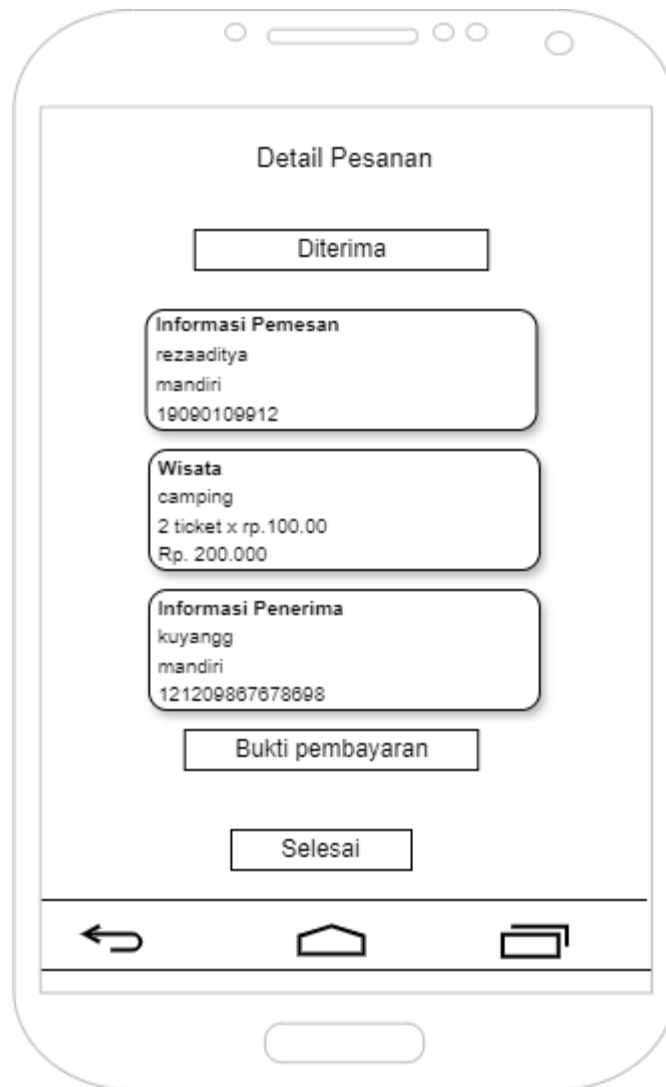 Detail Pesanan
Diterima
Informasi Pemesan
rezaaditya
mandiri
19090109912
Wisata
camping
2 ticket x rp.100.00
Rp. 200.000
Informasi Penerima
kuyangg
mandiri
121209867678698
Bukti pembayaran
Selesai